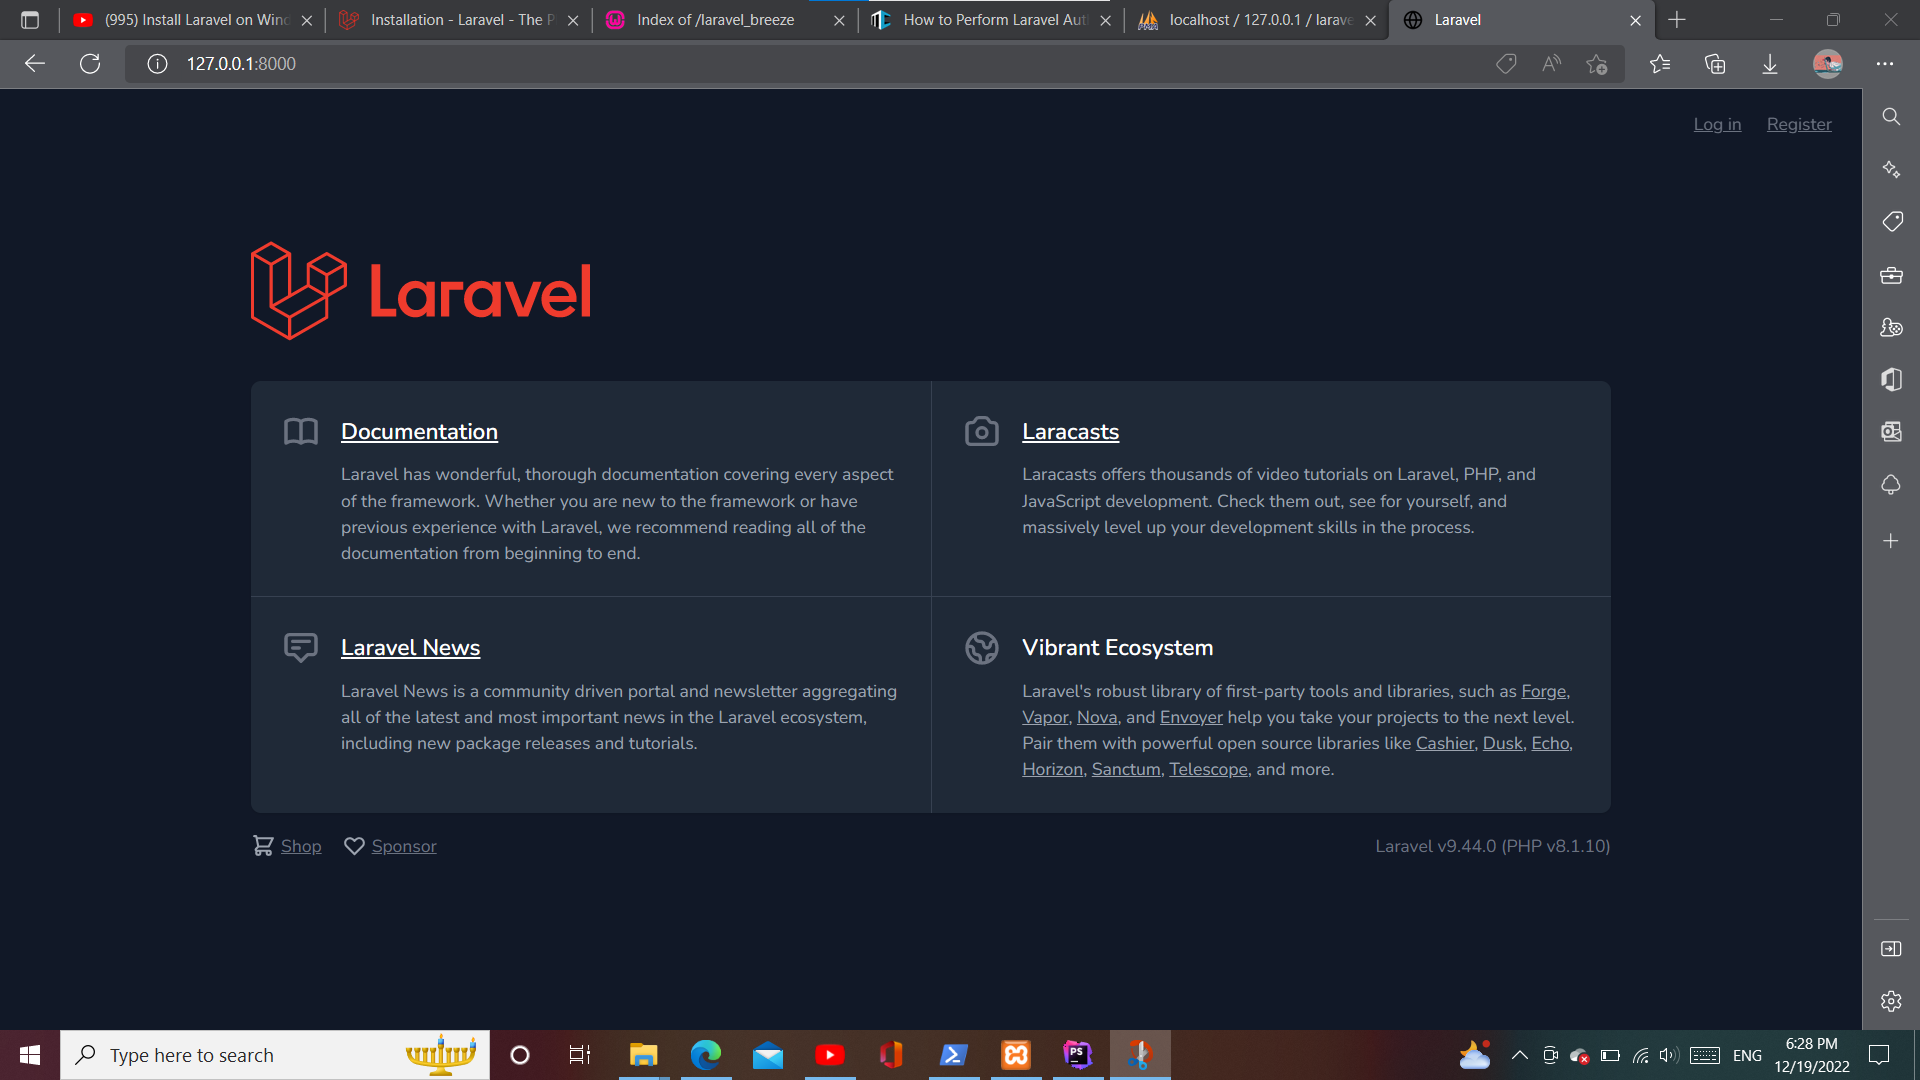 (995) Install Laravel on Wind
Installation - Laravel - The P
Index of /laravel_breeze
How to Perform Laravel Aut
localhost / 127.0.0.1 / larave
Laravel
127.0.0.1:8000
Log in
Register
Laravel
Documentation
Laravel has wonderful, thorough documentation covering every aspect
of the framework. Whether you are new to the framework or have
previous experience with Laravel, we recommend reading all of the
documentation from beginning to end.
Laracasts
Laracasts offers thousands of video tutorials on Laravel, PHP, and
JavaScript development. Check them out, see for yourself, and
massively level up your development skills in the process.
Laravel News
Laravel News is a community driven portal and newsletter aggregating
all of the latest and most important news in the Laravel ecosystem,
including new package releases and tutorials.
Vibrant Ecosystem
Laravel's robust library of first-party tools and libraries, such as Forge,
Vapor, Nova, and Envoyer help you take your projects to the next level.
Pair them with powerful open source libraries like Cashier, Dusk, Echo,
Horizon, Sanctum, Telescope, and more.
Shop
Sponsor
Laravel v9.44.0 (PHP v8.1.10)
Type here to search
PS
ENG
6:28 PM
12/19/2022